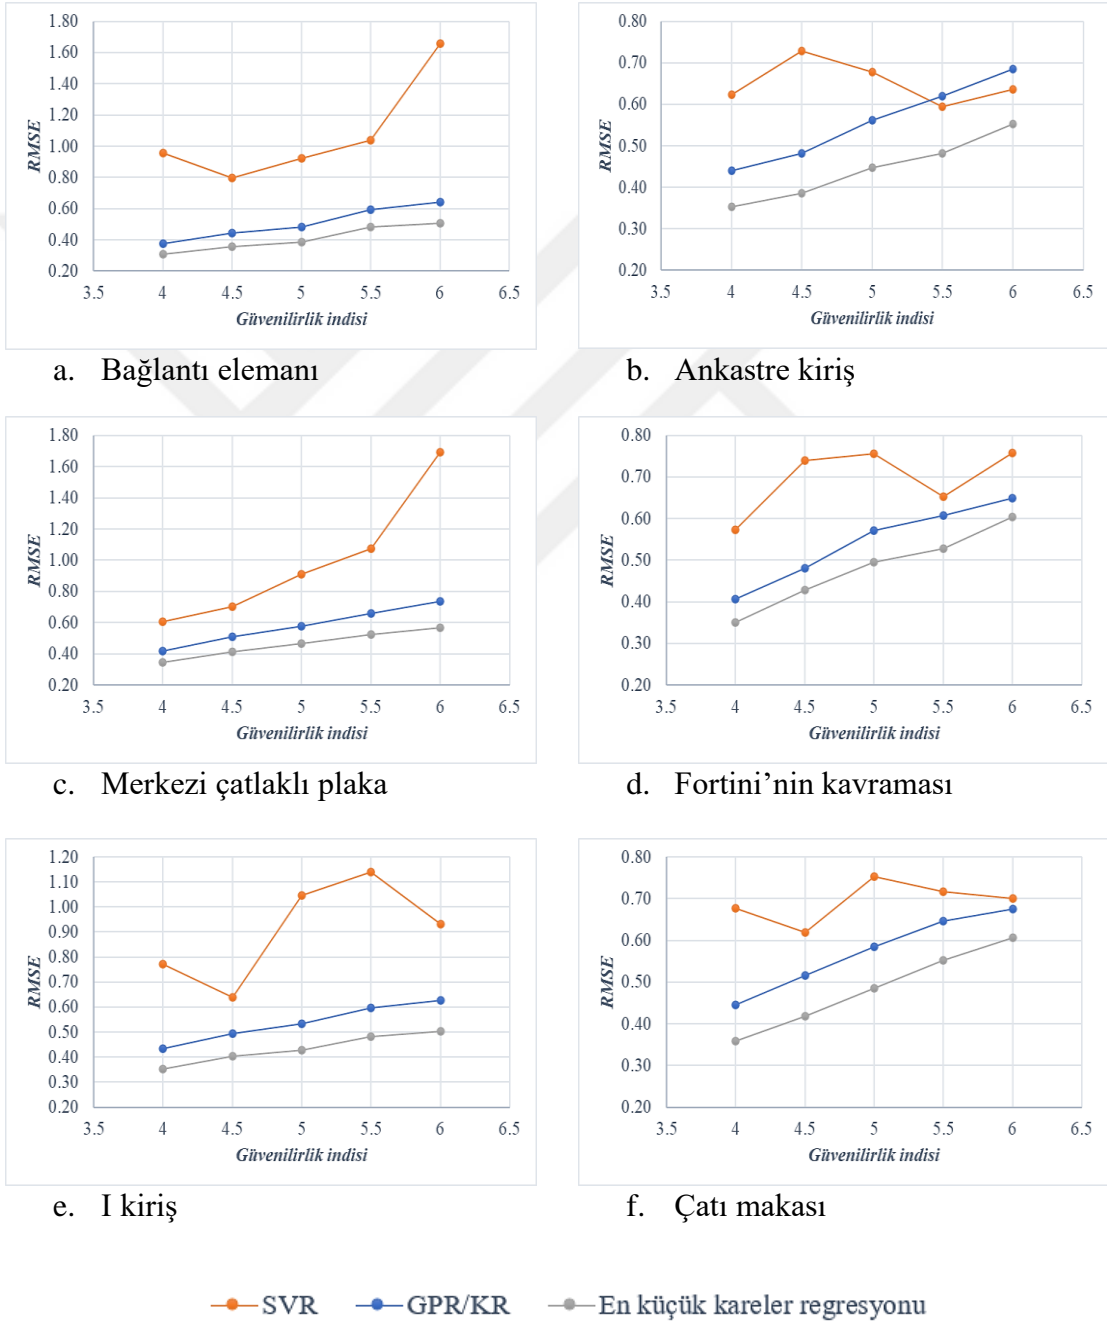 1.80
1.60
1.40
1.20
1.00
0.80
0.60
0.40
0.20
RMSE
3.5 4 4.5 5 5.5 6 6.5
Güvenilirlik indisi
a. Bağlantı elemanı
0.80
0.70
0.60
0.50
0.40
0.30
0.20
RMSE
3.5 4 4.5 5 5.5 6 6.5
Güvenilirlik indisi
b. Ankastre kiriş
1.80
1.60
1.40
1.20
1.00
0.80
0.60
0.40
0.20
RMSE
3.5 4 4.5 5 5.5 6 6.5
Güvenilirlik indisi
c. Merkezi çatlaklı plaka
0.80
0.70
0.60
0.50
0.40
0.30
0.20
RMSE
3.5 4 4.5 5 5.5 6 6.5
Güvenilirlik indisi
d. Fortini’nin kavraması
1.20
1.10
1.00
0.90
0.80
0.70
0.60
0.50
0.40
0.30
0.20
RMSE
3.5 4 4.5 5 5.5 6 6.5
Güvenilirlik indisi
e. I kiriş
0.80
0.70
0.60
0.50
0.40
0.30
0.20
RMSE
3.5 4 4.5 5 5.5 6 6.5
Güvenilirlik indisi
f. Çatı makası
SVR GPR/KR En küçük kareler regresyonu